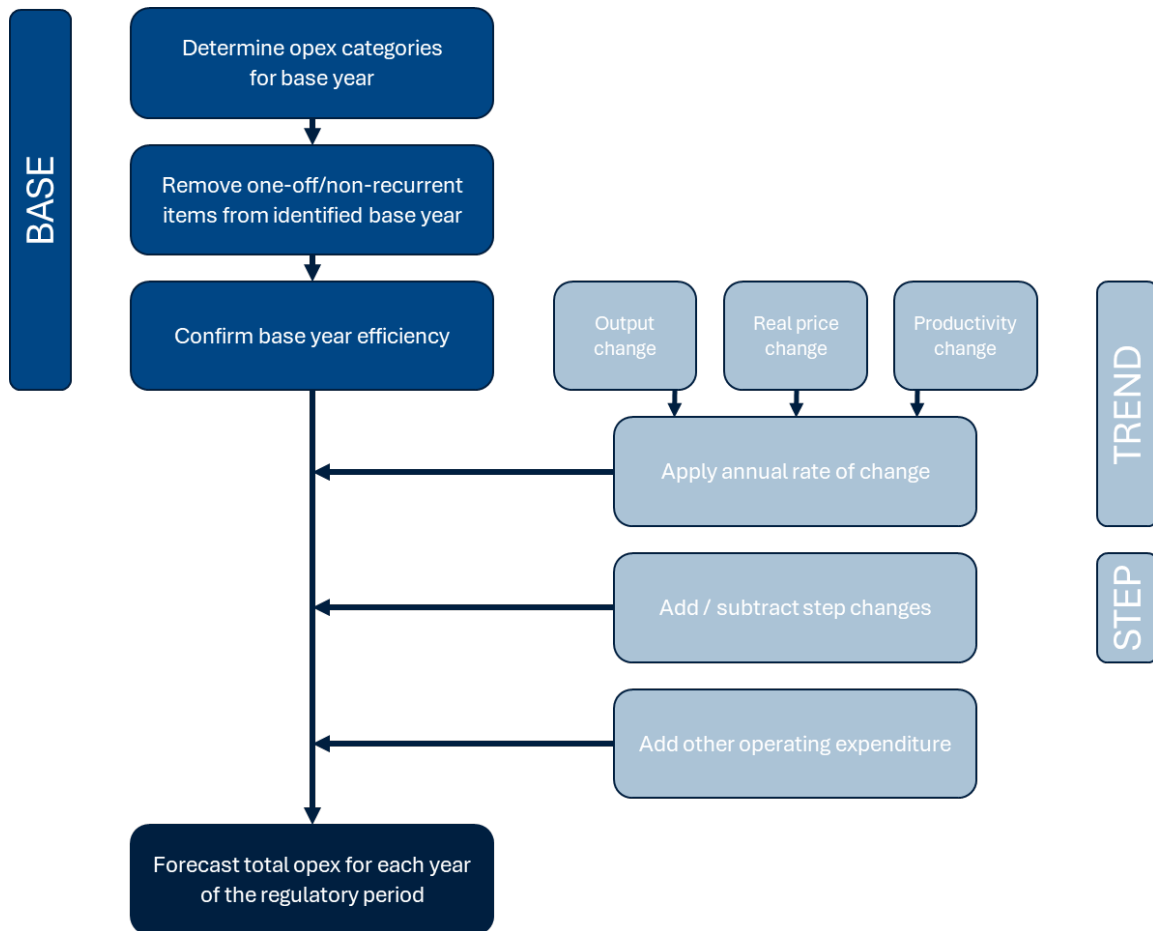 BASE
Determine opex categories
for base year
Remove one-off/non-recurrent
items from identified base year
Confirm base year efficiency
Output
change
Real price
change
Productivity
change
TREND
Apply annual rate of change
Add / subtract step changes
STEP
Add other operating expenditure
Forecast total opex for each year
of the regulatory period